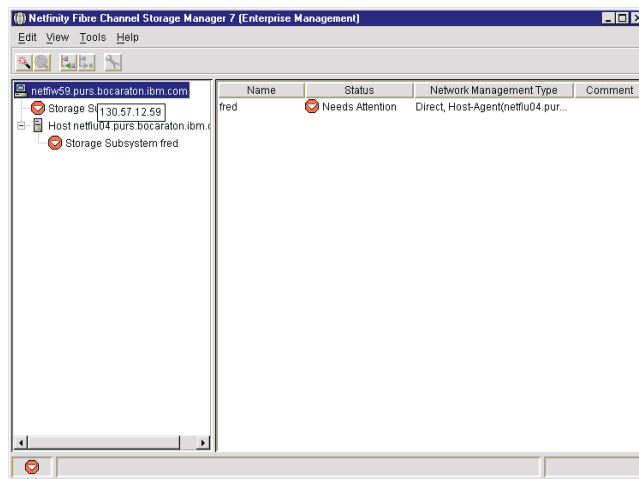 Netfinity Fibre Channel Storage Manager 7 (Enterprise Management)
Edit View Tools Help
netfiw59.purs.bocaraton.ibm.com
Storage Su
130.57.12.59
Host netfiu04.purs.bocaraton.ibm.c
Storage Subsystem fred
Name Status Network Management Type Comment
fred Needs Attention Direct, Host-Agent(netfiu04.pur...